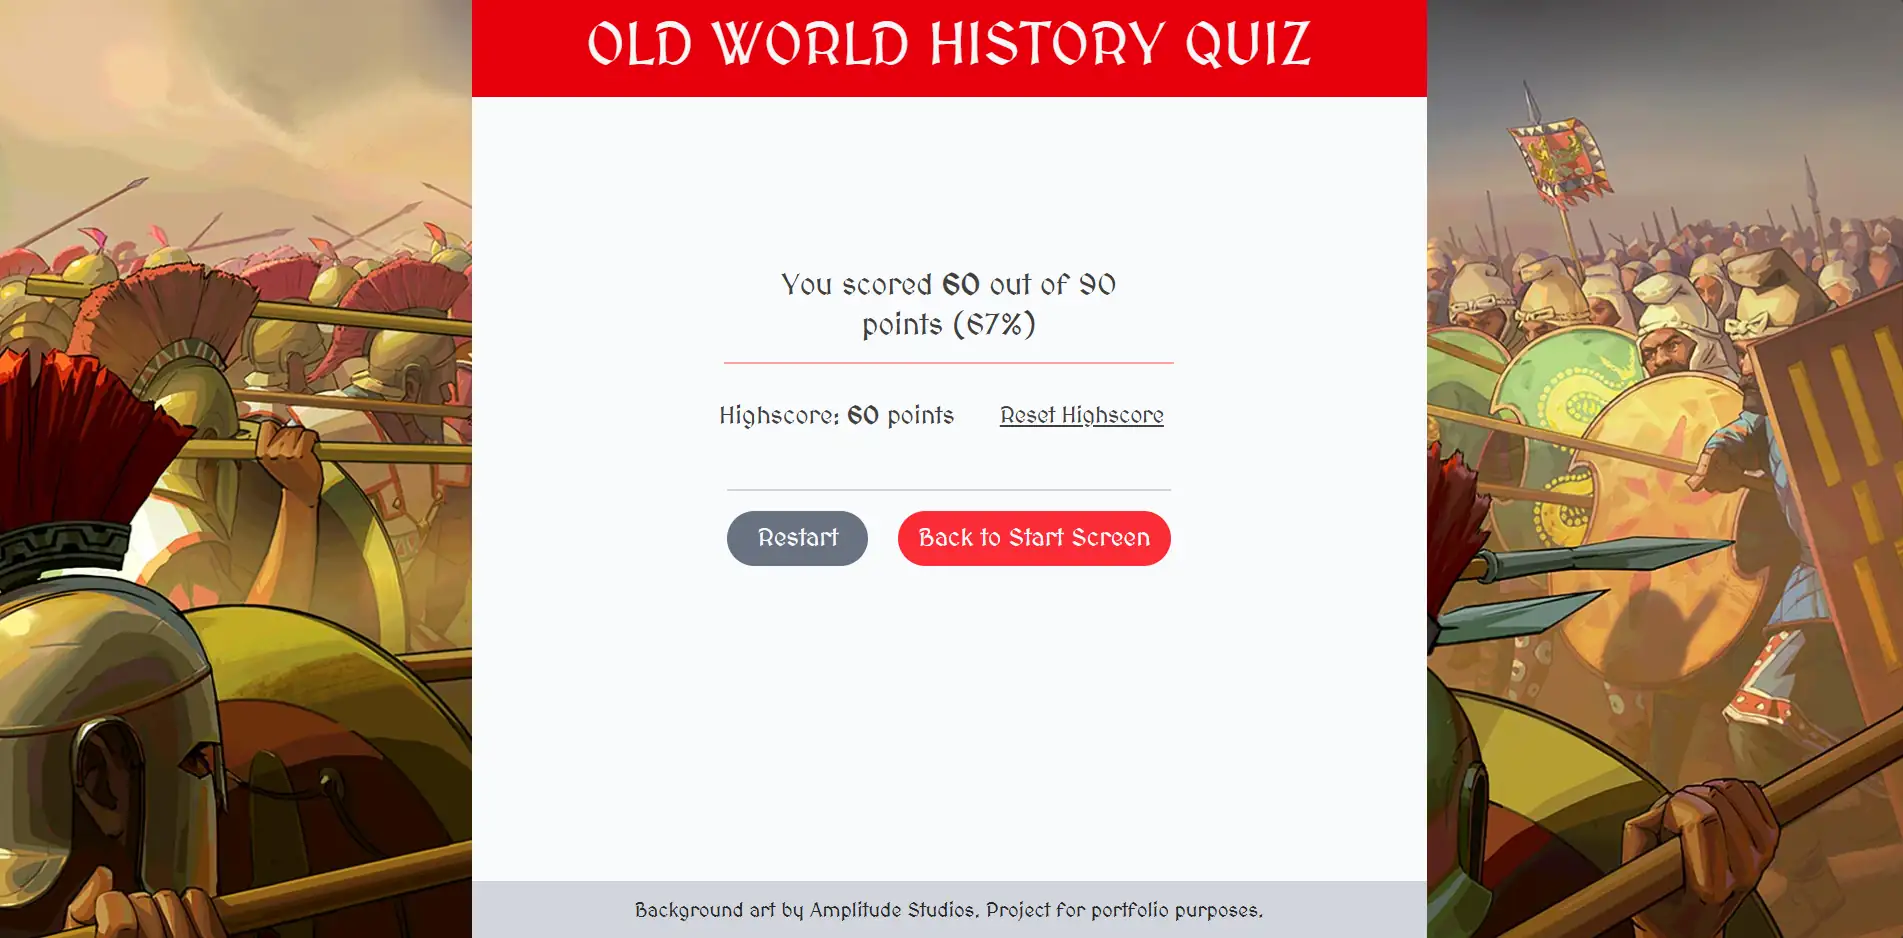 OLD WORLD HISTORY QUIZ
You scored 60 out of 90
points (67%)
Highscore: 60 points Reset Highscore
Restart Back to Start Screen
Background art by Amplitude Studios. Project for portfolio purposes.